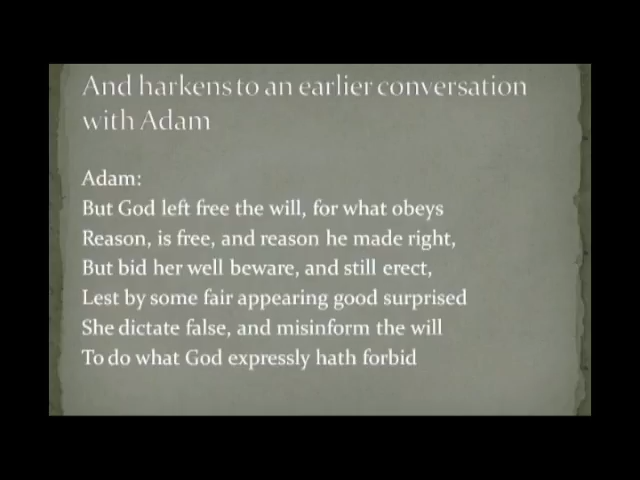 And harkens to an earlier conversation
with Adam
Adam:
But God left free the will, for what obeys
Reason, is free, and reason he made right,
But bid her well beware, and still erect,
Lest by some fair appearing good surprised
She dictate false, and misinform the will
To do what God expressly hath forbid